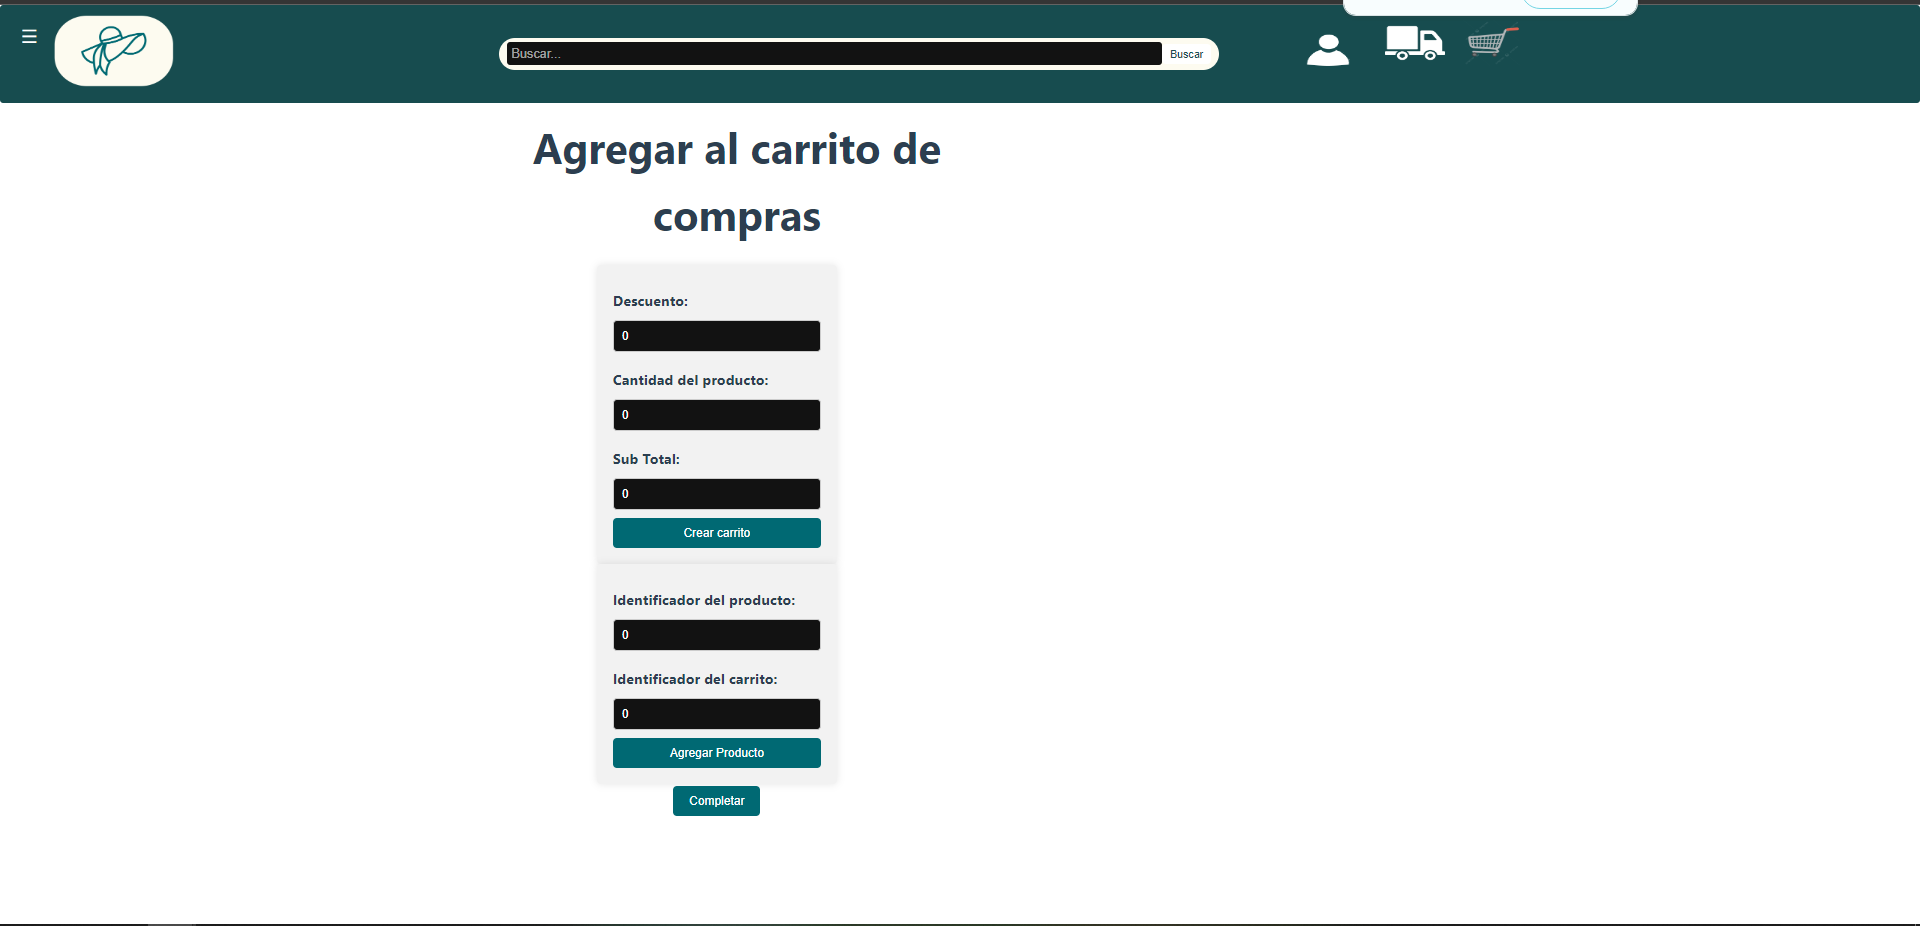 ☰
Buscar...
Buscar
Agregar al carrito de
compras
Descuento:
0
Cantidad del producto:
0
Sub Total:
0
Crear carrito
Identificador del producto:
0
Identificador del carrito:
0
Agregar Producto
Completar